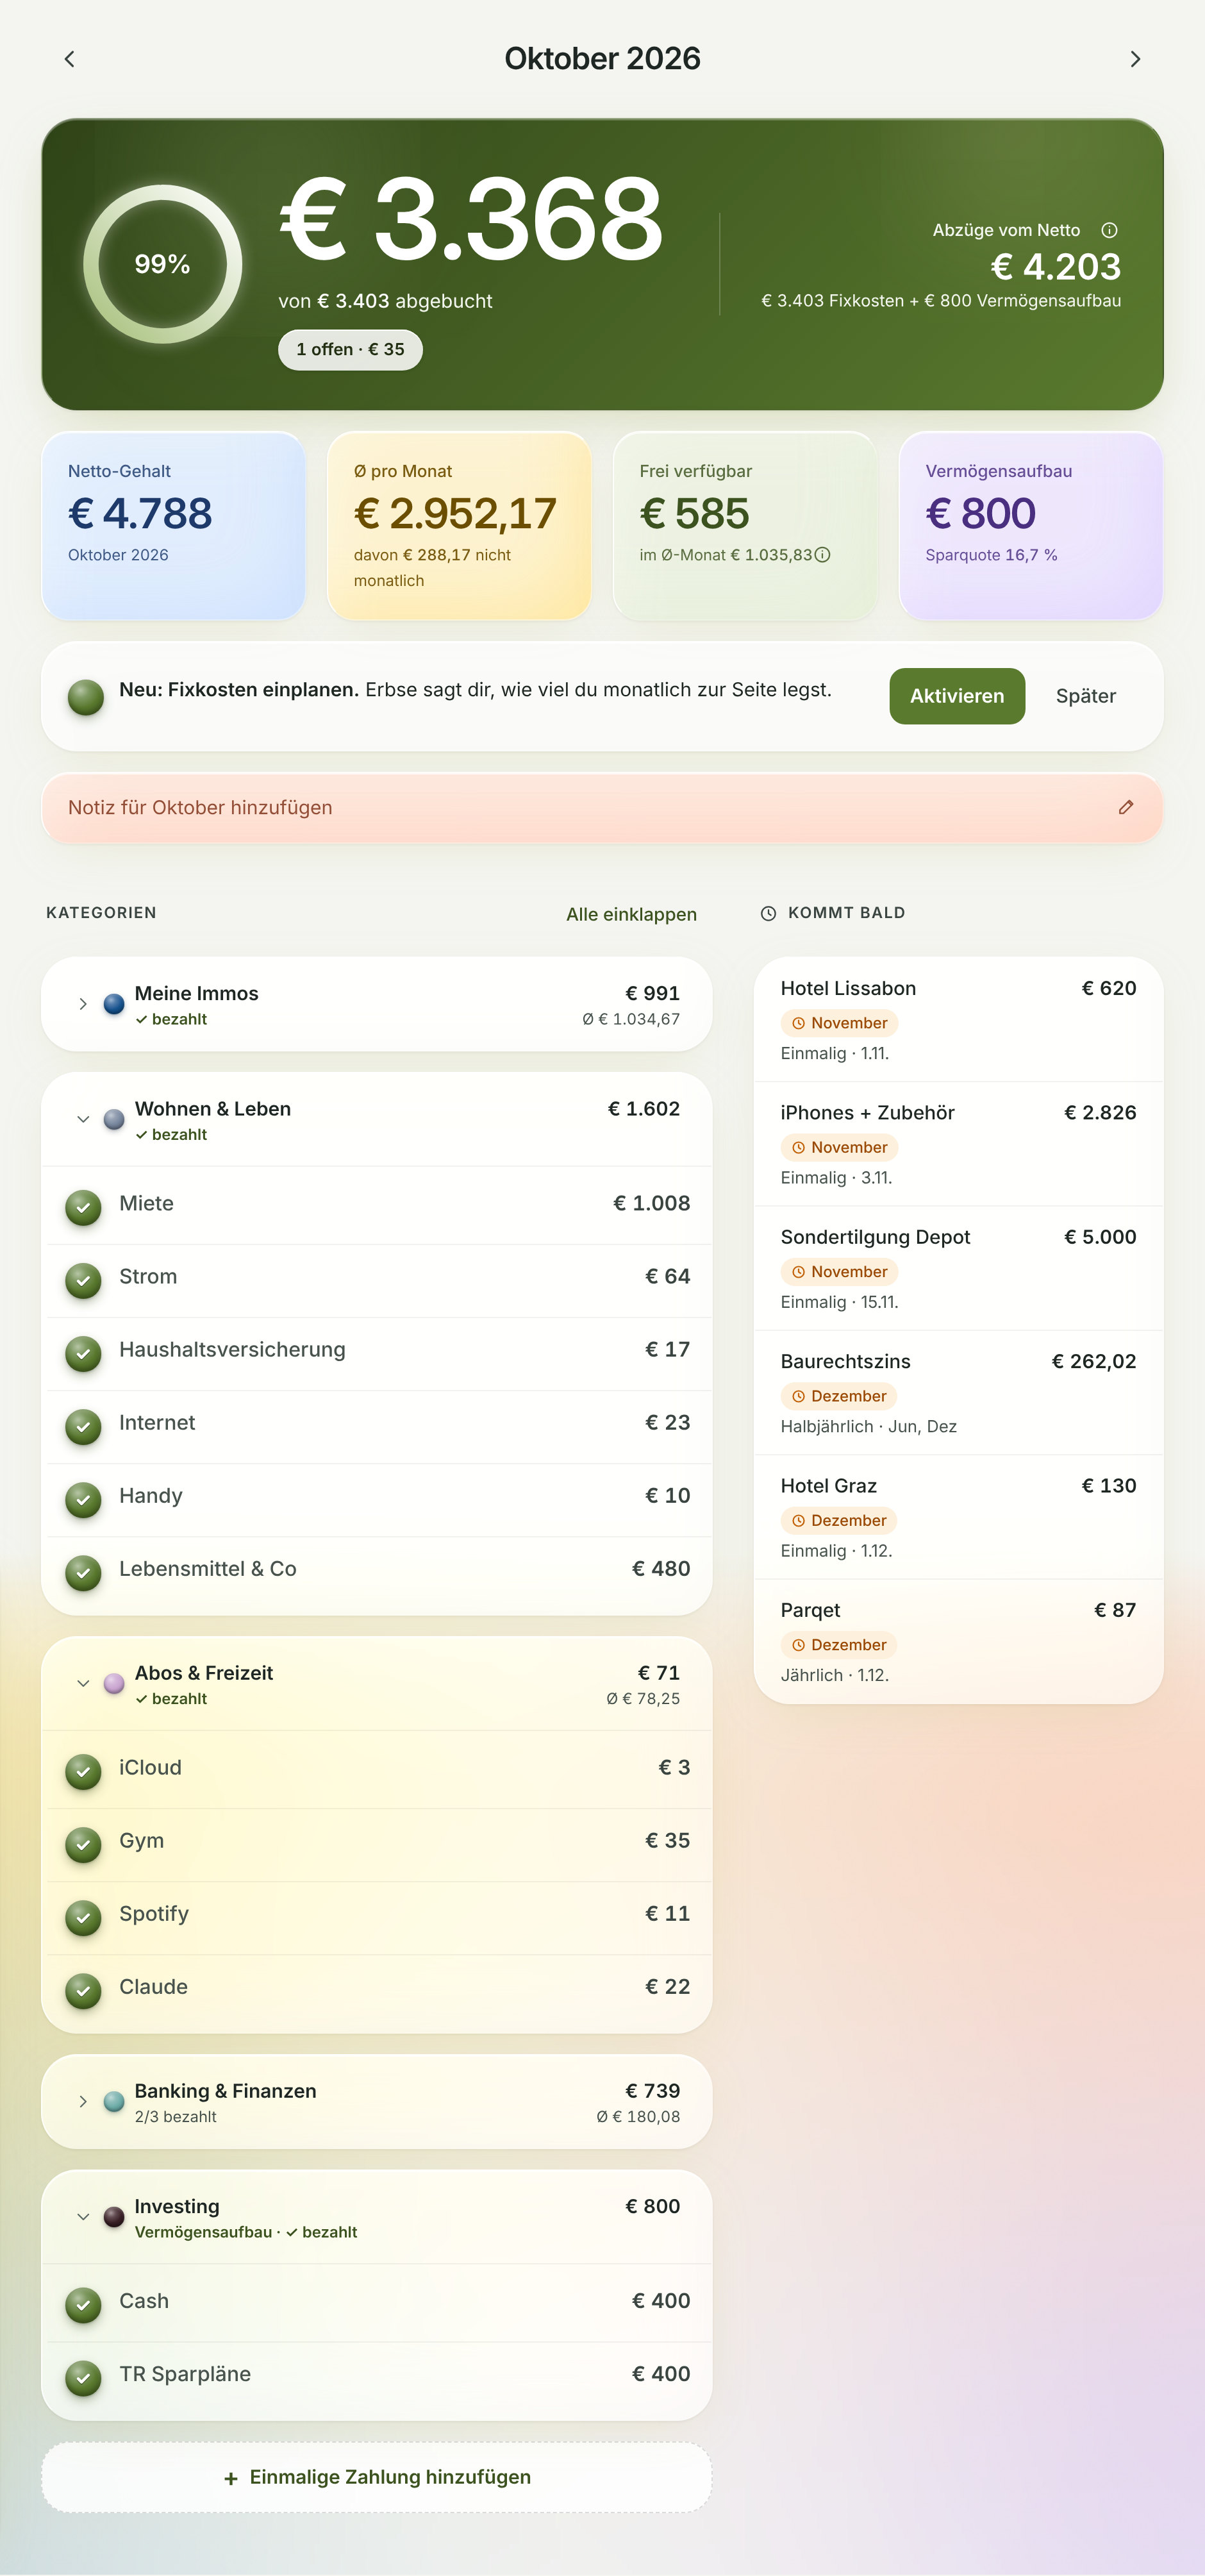 Oktober 2026
99%
€ 3.368
von € 3.403 abgebucht
1 offen · € 35
Abzüge vom Netto
€ 4.203
€ 3.403 Fixkosten + € 800 Vermögensaufbau
Netto-Gehalt
€ 4.788
Oktober 2026
Ø pro Monat
€ 2.952,17
davon € 288,17 nicht
monatlich
Frei verfügbar
€ 585
im Ø-Monat € 1.035,83
Vermögensaufbau
€ 800
Sparquote 16,7 %
Neu: Fixkosten einplanen. Erbse sagt dir, wie viel du monatlich zur Seite legst.
Aktivieren
Später
Notiz für Oktober hinzufügen
KATEGORIEN
Alle einklappen
Meine Immos
€ 991
✓ bezahlt
Ø € 1.034,67
Wohnen & Leben
€ 1.602
✓ bezahlt
Miete
€ 1.008
Strom
€ 64
Haushaltsversicherung
€ 17
Internet
€ 23
Handy
€ 10
Lebensmittel & Co
€ 480
Abos & Freizeit
€ 71
✓ bezahlt
Ø € 78,25
iCloud
€ 3
Gym
€ 35
Spotify
€ 11
Claude
€ 22
Banking & Finanzen
€ 739
2/3 bezahlt
Ø € 180,08
Investing
€ 800
Vermögensaufbau · ✓ bezahlt
Cash
€ 400
TR Sparpläne
€ 400
+ Einmalige Zahlung hinzufügen
KOMMT BALD
Hotel Lissabon
€ 620
November
Einmalig · 1.11.
iPhones + Zubehör
€ 2.826
November
Einmalig · 3.11.
Sondertilgung Depot
€ 5.000
November
Einmalig · 15.11.
Baurechtszins
€ 262,02
Dezember
Halbjährlich · Jun, Dez
Hotel Graz
€ 130
Dezember
Einmalig · 1.12.
Parqet
€ 87
Dezember
Jährlich · 1.12.